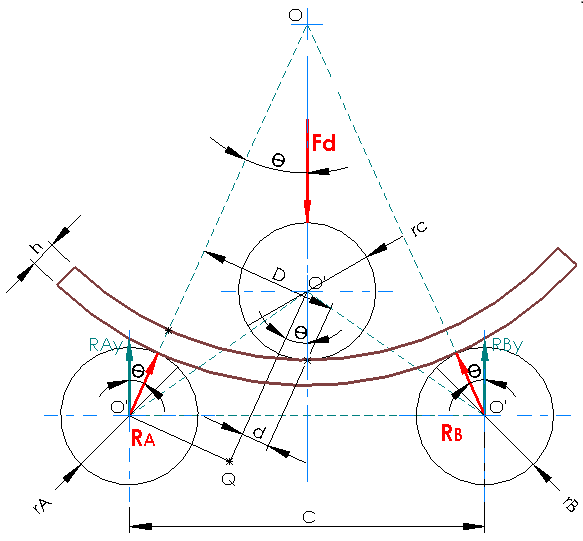 O
Fd
Θ
rc
h
D
O'
Θ
RAy
RBy
Θ
Θ
O'
O'
RA
RB
d
Q
rA
rB
C